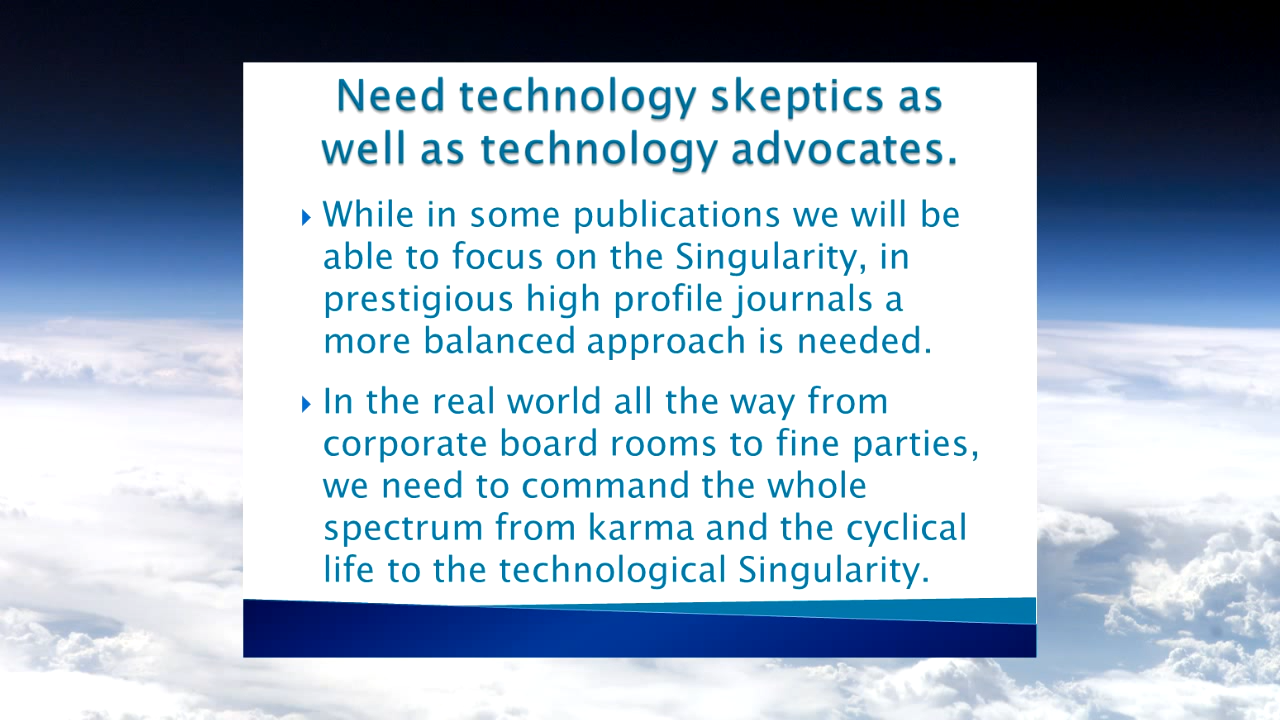 Need technology skeptics as
well as technology advocates.
While in some publications we will be
able to focus on the Singularity, in
prestigious high profile journals a
more balanced approach is needed.
In the real world all the way from
corporate board rooms to fine parties,
we need to command the whole
spectrum from karma and the cyclical
life to the technological Singularity.